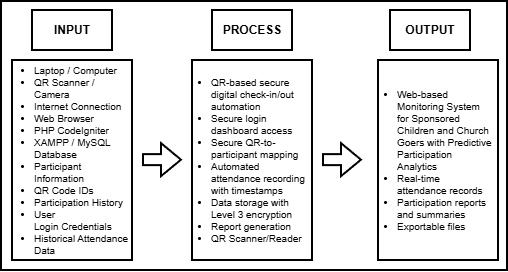 INPUT
• Laptop / Computer
• QR Scanner /
Camera
• Internet Connection
• Web Browser
• PHP CodeIgniter
• XAMPP / MySQL
Database
• Participant
Information
• QR Code IDs
• Participation History
• User
Login Credentials
• Historical Attendance
Data
PROCESS
• QR-based secure
digital check-in/out
automation
• Secure login
dashboard access
• Secure QR-to-
participant mapping
• Automated
attendance recording
with timestamps
• Data storage with
Level 3 encryption
• Report generation
• QR Scanner/Reader
OUTPUT
• Web-based
Monitoring System
for Sponsored
Children and Church
Goers with Predictive
Participation
Analytics
• Real-time
attendance records
• Participation reports
and summaries
• Exportable files